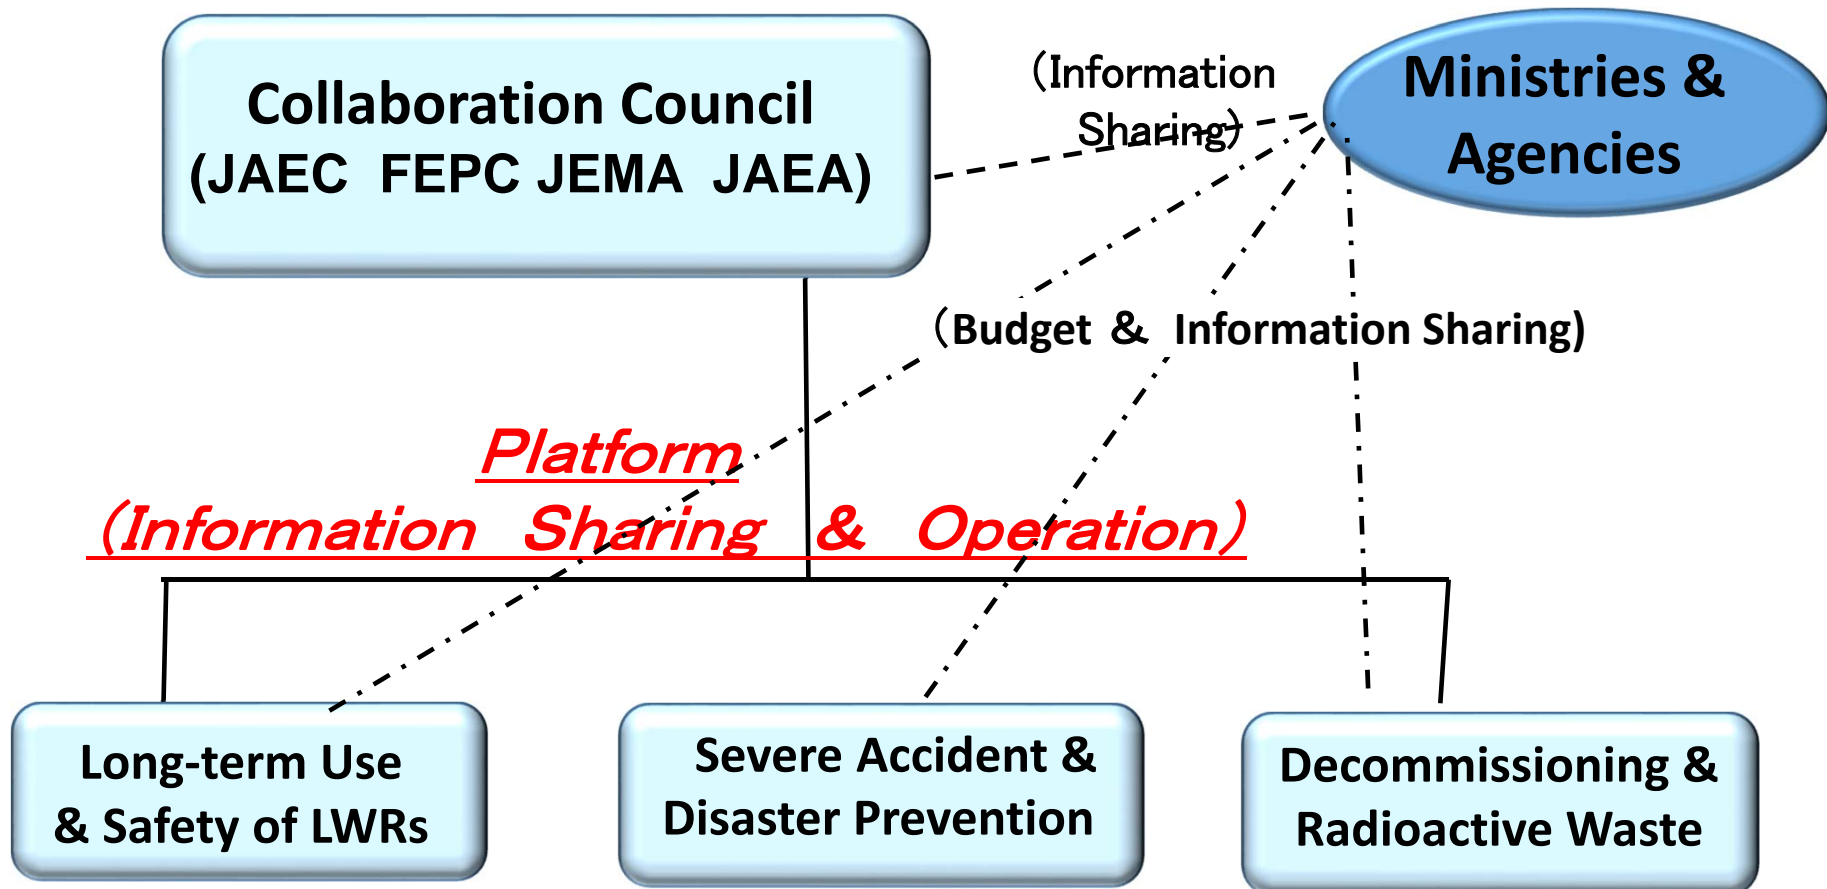 Collaboration Council
(JAEC FEPC JEMA JAEA)
（Information
Sharing)
Ministries &
Agencies
（Budget ＆ Information Sharing)
Platform
（Information Sharing & Operation）
Long-term Use
& Safety of LWRs
Severe Accident &
Disaster Prevention
Decommissioning &
Radioactive Waste